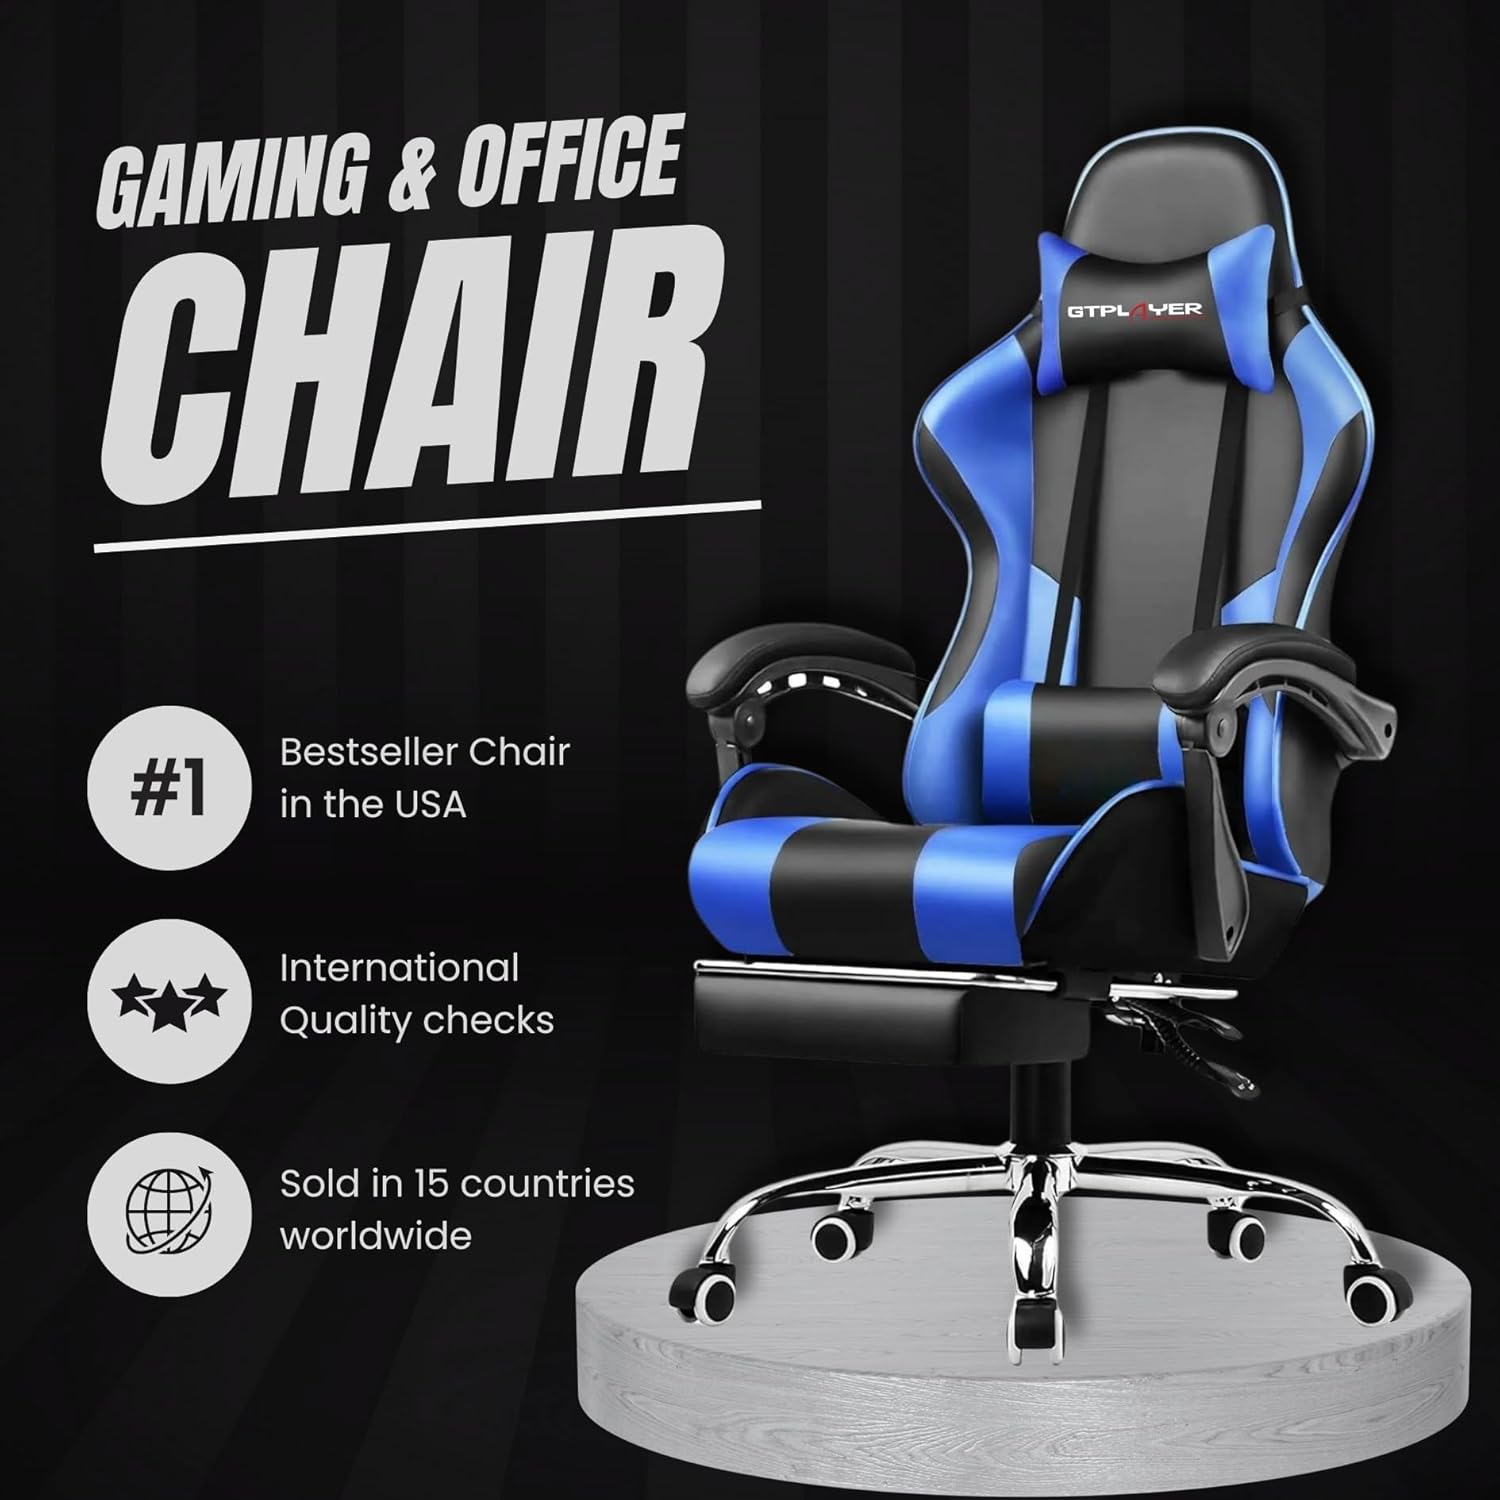 GAMING & OFFICE
CHAIR
#1
Bestseller Chair
in the USA
International
Quality checks
Sold in 15 countries
worldwide
GTPLAYER